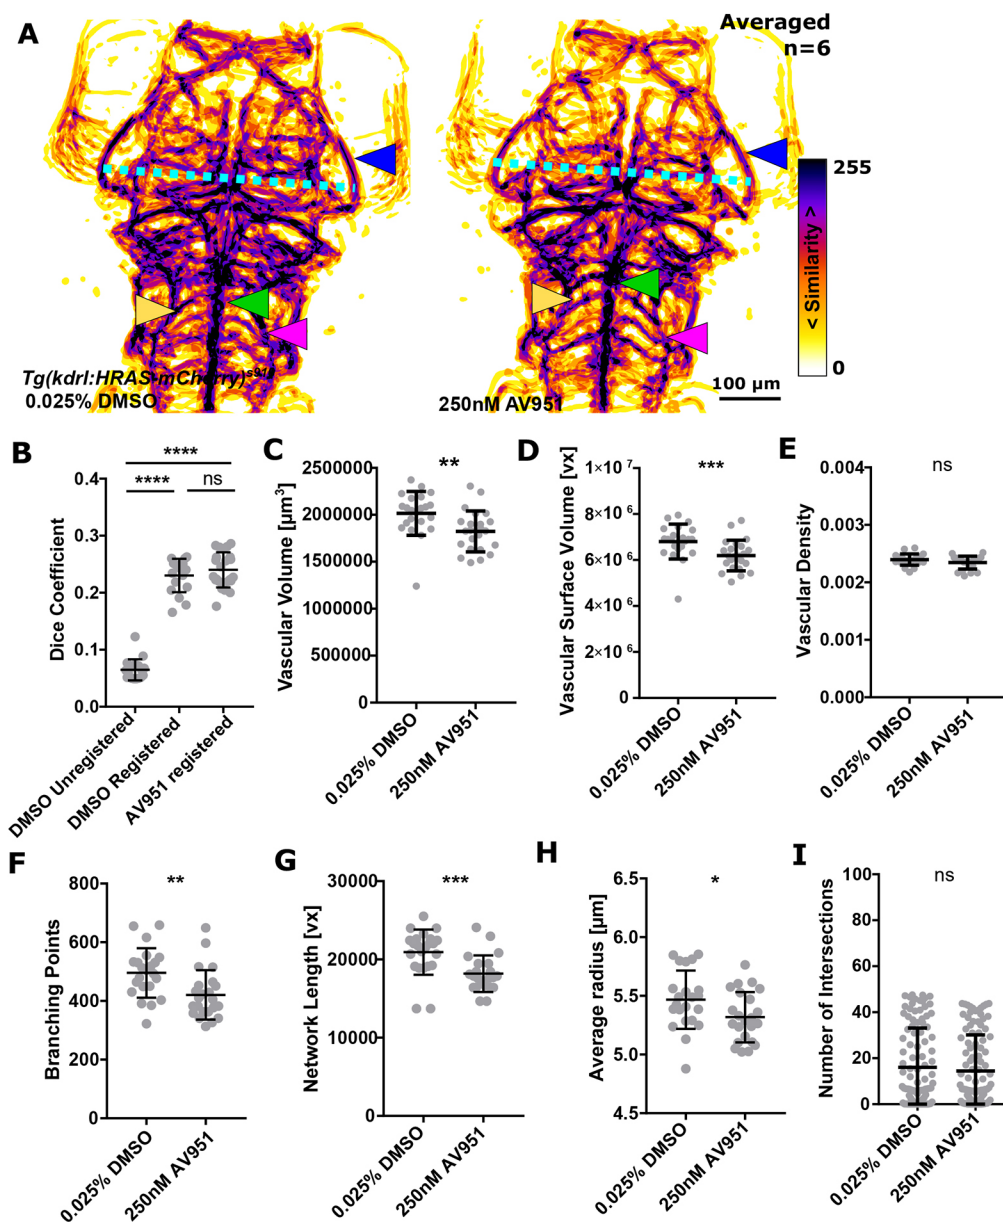 A
Averaged
n=6
255
< Similarity >
0
Tg(kdrl:HRAS-mCherry)
0.025% DMSO
250nM AV951
100 µm
B
****
****
ns
Dice Coefficient
0.4
0.3
0.2
0.1
0.0
DMSO Unregistered
DMSO Registered
AV951 registered
C
**
Vascular Volume [µm³]
2500000
2000000
1500000
1000000
500000
0
0.025% DMSO
250nM AV951
D
***
Vascular Surface Volume [vx]
1×10⁷
8×10⁶
6×10⁶
4×10⁶
2×10⁶
0
0.025% DMSO
250nM AV951
E
ns
Vascular Density
0.004
0.003
0.002
0.001
0.000
0.025% DMSO
250nM AV951
F
**
Branching Points
800
600
400
200
0
0.025% DMSO
250nM AV951
G
***
Network Length [vx]
30000
20000
10000
0
0.025% DMSO
250nM AV951
H
*
Average radius [µm]
6.5
6.0
5.5
5.0
4.5
0.025% DMSO
250nM AV951
I
ns
Number of Intersections
100
80
60
40
20
0
0.025% DMSO
250nM AV951